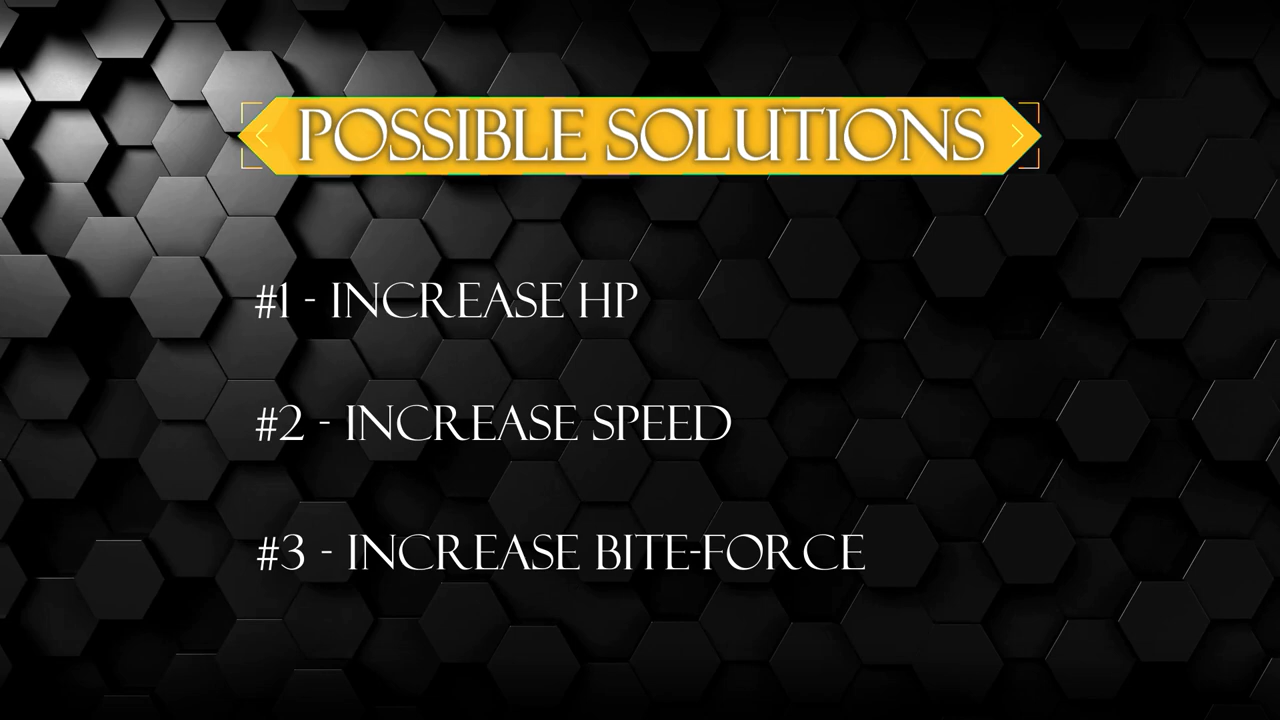 POSSIBLE SOLUTIONS
#1 - INCREASE HP
#2 - INCREASE SPEED
#3 - INCREASE BITE-FORCE